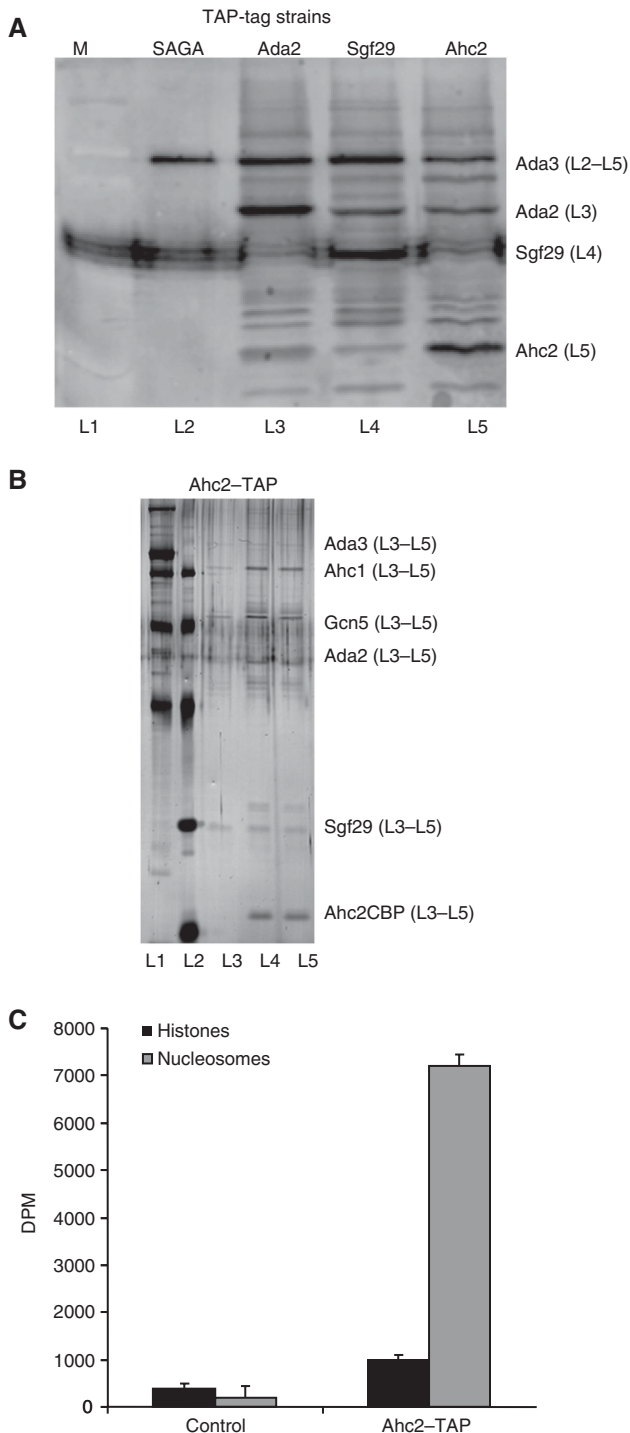 A
TAP-tag strains
M SAGA Ada2 Sgf29 Ahc2
Ada3 (L2–L5)
Ada2 (L3)
Sgf29 (L4)
Ahc2 (L5)
L1 L2 L3 L4 L5
B
Ahc2–TAP
Ada3 (L3–L5)
Ahc1 (L3–L5)
Gcn5 (L3–L5)
Ada2 (L3–L5)
Sgf29 (L3–L5)
Ahc2CBP (L3–L5)
L1 L2 L3 L4 L5
C
Histones
Nucleosomes
8000
7000
6000
5000
4000
3000
2000
1000
0
DPM
Control Ahc2–TAP